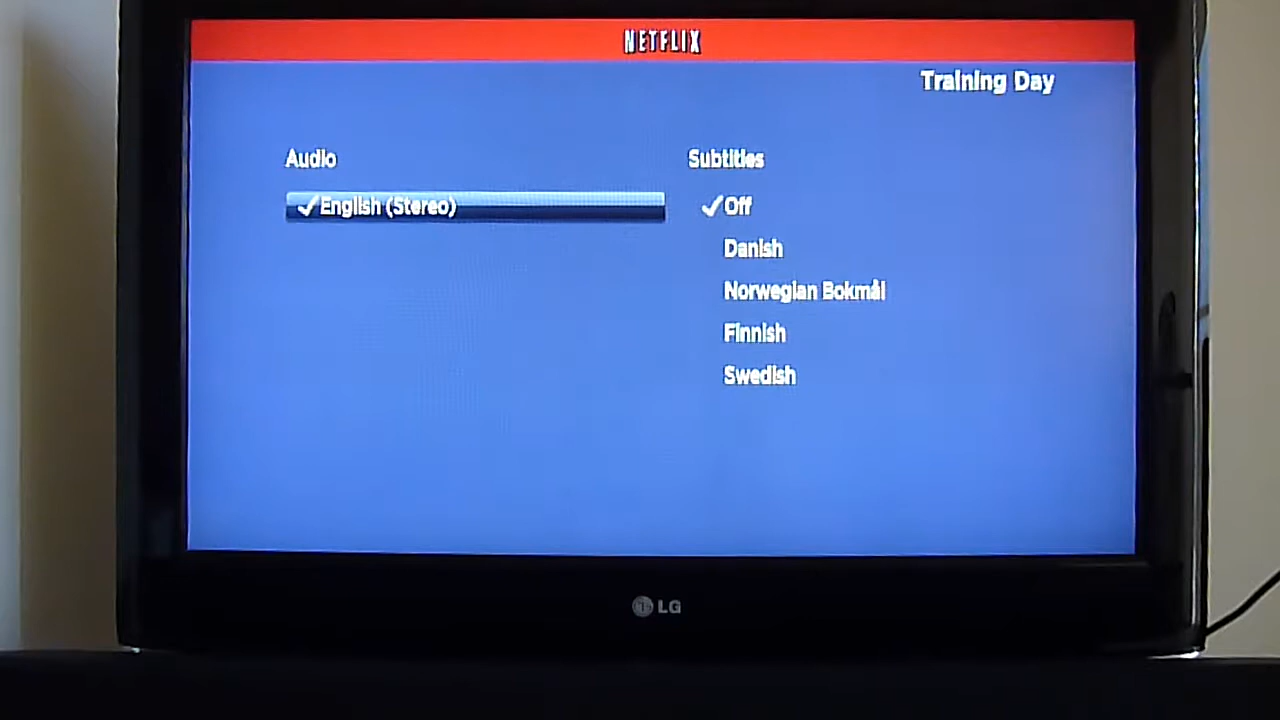 NETFLIX
Training Day
Audio
English (Stereo)
Subtitles
Off
Danish
Norwegian Bokmål
Finnish
Swedish
LG